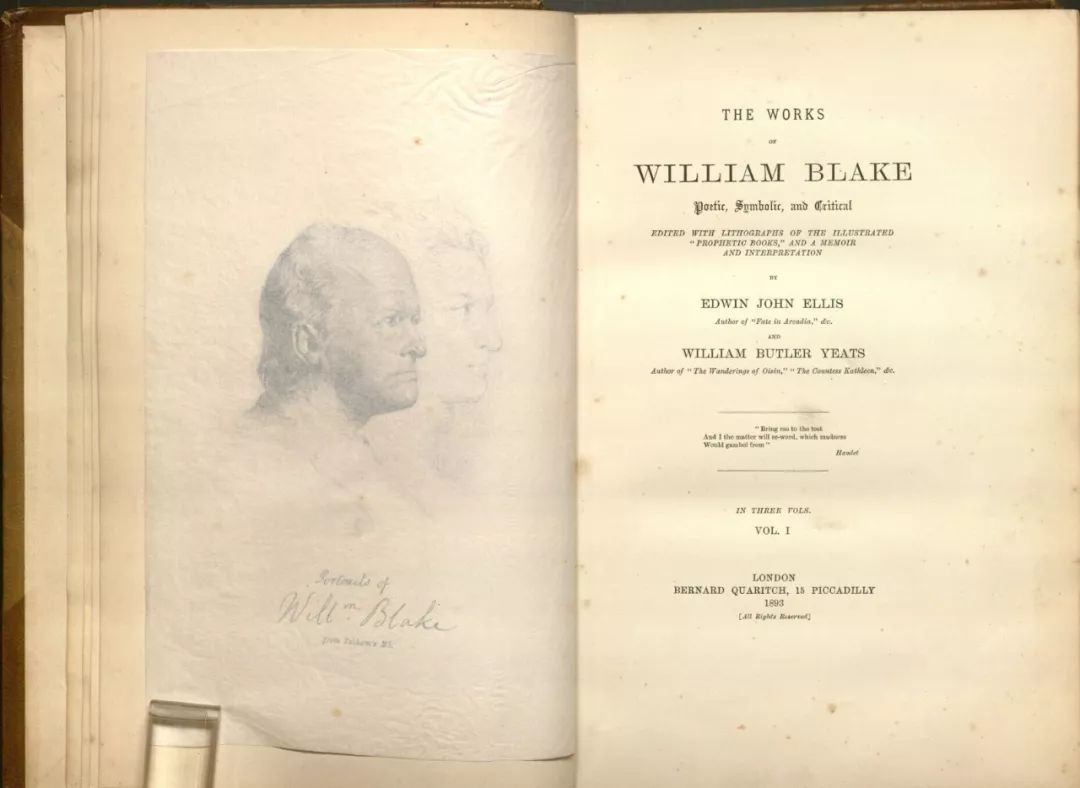 Portraits of
Will^m. Blake
from Tatham's MS.
THE WORKS
OF
WILLIAM BLAKE
Poetic, Symbolic, and Critical
EDITED WITH LITHOGRAPHS OF THE ILLUSTRATED
"PROPHETIC BOOKS," AND A MEMOIR
AND INTERPRETATION
BY
EDWIN JOHN ELLIS
Author of "Fate in Arcadia," &c.
AND
WILLIAM BUTLER YEATS
Author of "The Wanderings of Oisin," "The Countess Kathleen," &c.
"Bring me to the test
And I the matter will re-word, which madness
Would gambol from"
Hamlet
IN THREE VOLS.
VOL. I
LONDON
BERNARD QUARITCH, 15 PICCADILLY
1893
[All Rights Reserved]